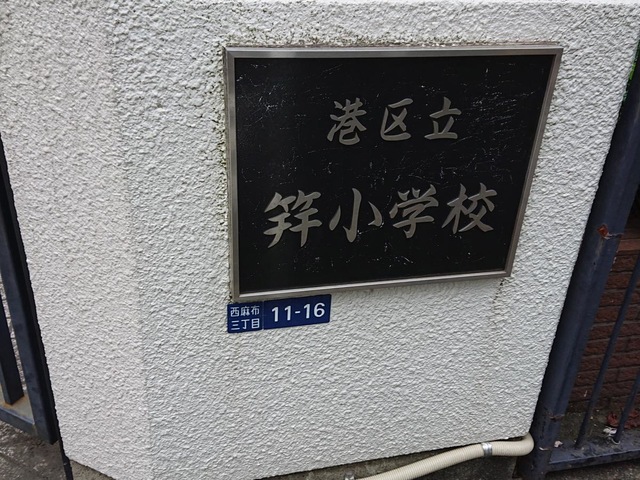 港区立
笄小学校
西麻布
三丁目
11-16